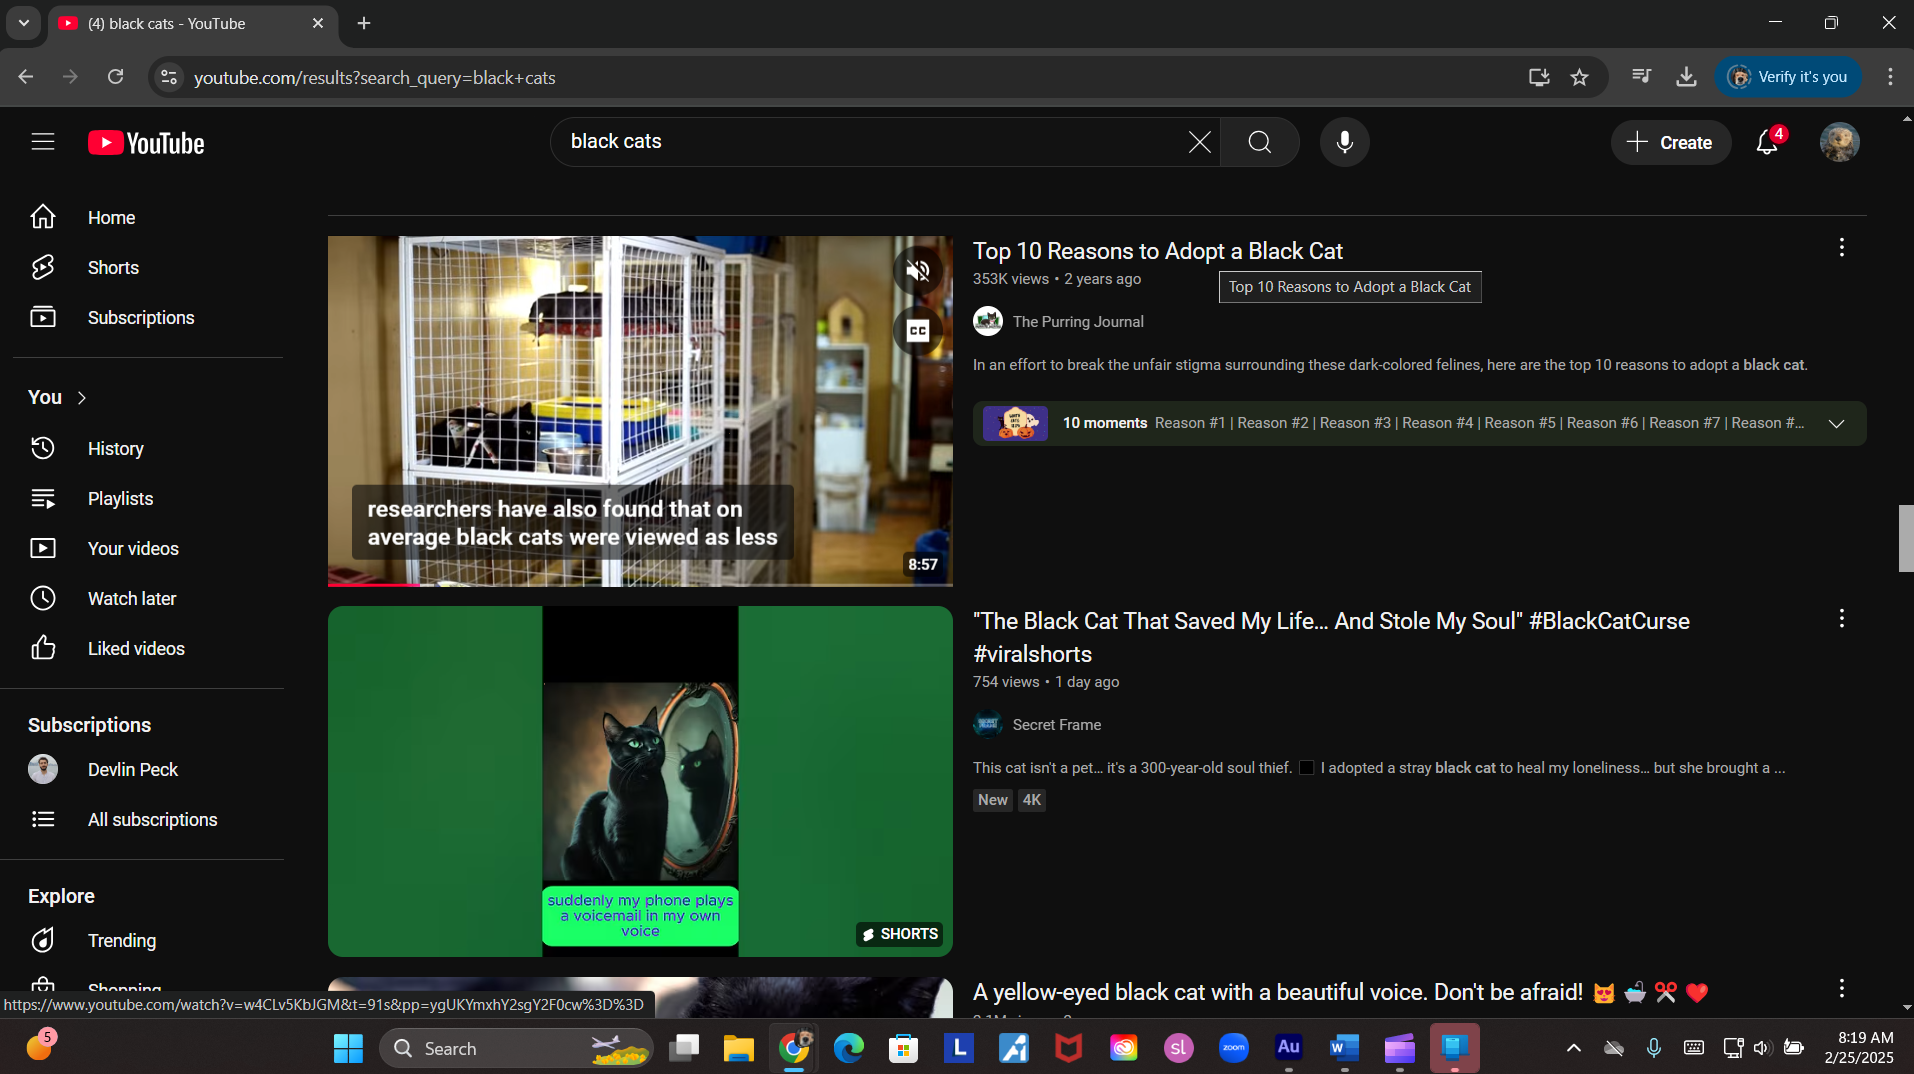 (4) black cats - YouTube
youtube.com/results?search_query=black+cats
Verify it's you
YouTube
black cats
Create
4
Home
Shorts
Subscriptions
You
History
Playlists
Your videos
Watch later
Liked videos
Subscriptions
Devlin Peck
All subscriptions
Explore
Trending
Shopping
CC
researchers have also found that on
average black cats were viewed as less
8:57
Top 10 Reasons to Adopt a Black Cat
353K views • 2 years ago
Top 10 Reasons to Adopt a Black Cat
The Purring Journal
In an effort to break the unfair stigma surrounding these dark-colored felines, here are the top 10 reasons to adopt a black cat.
10 moments Reason #1 | Reason #2 | Reason #3 | Reason #4 | Reason #5 | Reason #6 | Reason #7 | Reason #...
suddenly my phone plays
a voicemail in my own
voice
SHORTS
"The Black Cat That Saved My Life... And Stole My Soul" #BlackCatCurse
#viralshorts
754 views • 1 day ago
Secret Frame
This cat isn't a pet... it's a 300-year-old soul thief. I adopted a stray black cat to heal my loneliness... but she brought a ...
New 4K
A yellow-eyed black cat with a beautiful voice. Don't be afraid! 😻 🛁 ✂️ ❤️
https://www.youtube.com/watch?v=w4CLv5KbJGM&t=91s&pp=ygUKYmxhY2sgY2F0cw%3D%3D
5
Search
L
sl
zoom
Au
W
8:19 AM
2/25/2025